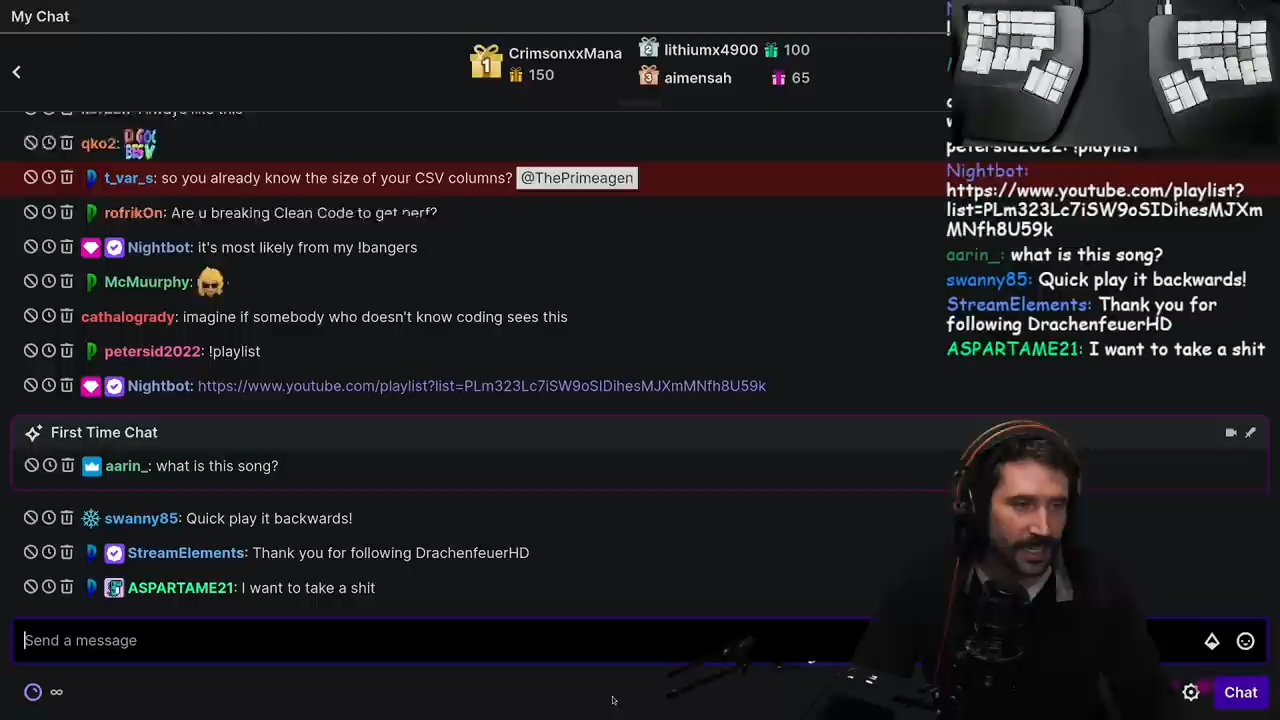 My Chat
CrimsonxxMana
150
lithiumx4900 100
aimensah 65
qko2:
t_var_s: so you already know the size of your CSV columns? @ThePrimeagen
rofrikOn: Are u breaking Clean Code to get perf?
Nightbot: it's most likely from my !bangers
McMuurphy:
cathalogrady: imagine if somebody who doesn't know coding sees this
petersid2022: !playlist
Nightbot: https://www.youtube.com/playlist?list=PLm323Lc7iSW9oSIDihesMJXmMNfh8U59k
First Time Chat
aarin_: what is this song?
swanny85: Quick play it backwards!
StreamElements: Thank you for following DrachenfeuerHD
ASPARTAME21: I want to take a shit
Send a message
Chat
petersid2022: !playlist
Nightbot:
https://www.youtube.com/playlist?
list=PLm323Lc7iSW9oSIDihesMJXm
MNfh8U59k
aarin_: what is this song?
swanny85: Quick play it backwards!
StreamElements: Thank you for
following DrachenfeuerHD
ASPARTAME21: I want to take a shit